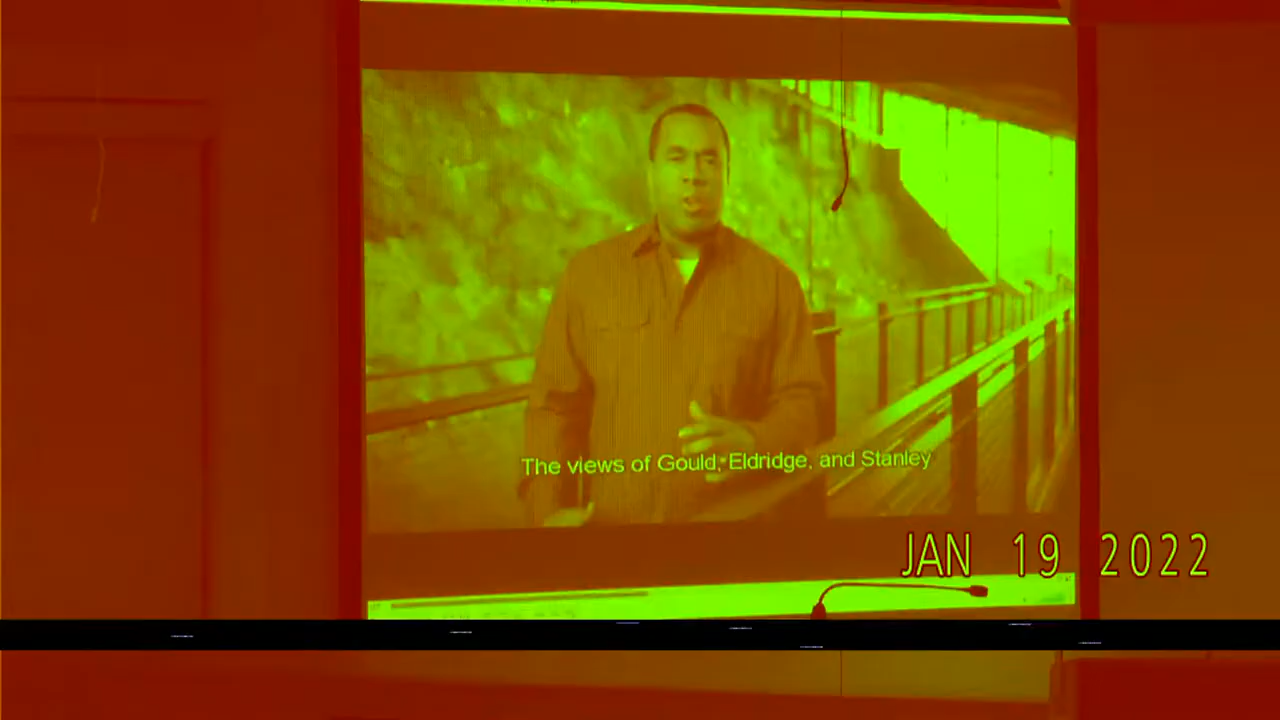 The views of Gould, Eldridge, and Stanley
JAN 19 2022